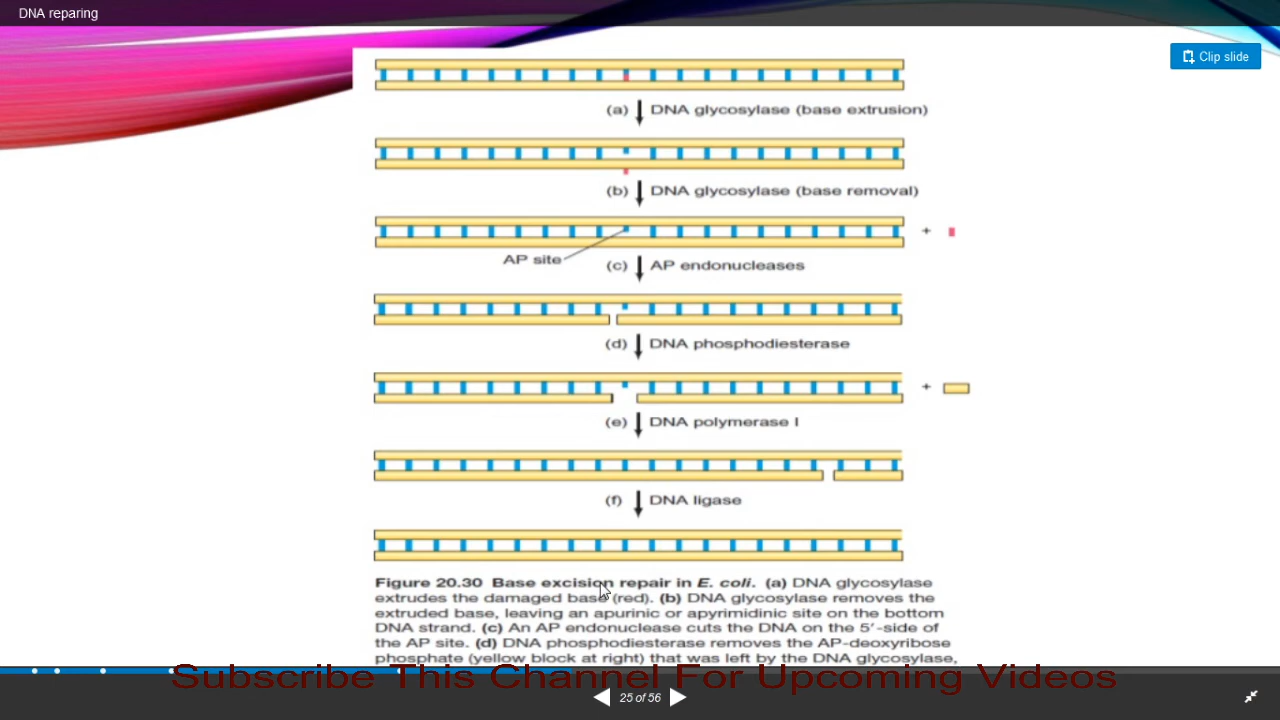 DNA reparing
Clip slide
(a) DNA glycosylase (base extrusion)
(b) DNA glycosylase (base removal)
+
AP site
(c) AP endonucleases
(d) DNA phosphodiesterase
+
(e) DNA polymerase I
(f) DNA ligase
Figure 20.30 Base excision repair in E. coli. (a) DNA glycosylase
extrudes the damaged base (red). (b) DNA glycosylase removes the
extruded base, leaving an apurinic or apyrimidinic site on the bottom
DNA strand. (c) An AP endonuclease cuts the DNA on the 5′-side of
the AP site. (d) DNA phosphodiesterase removes the AP-deoxyribose
phosphate (yellow block at right) that was left by the DNA glycosylase,
Subscribe This Channel For Upcoming Videos
25 of 56